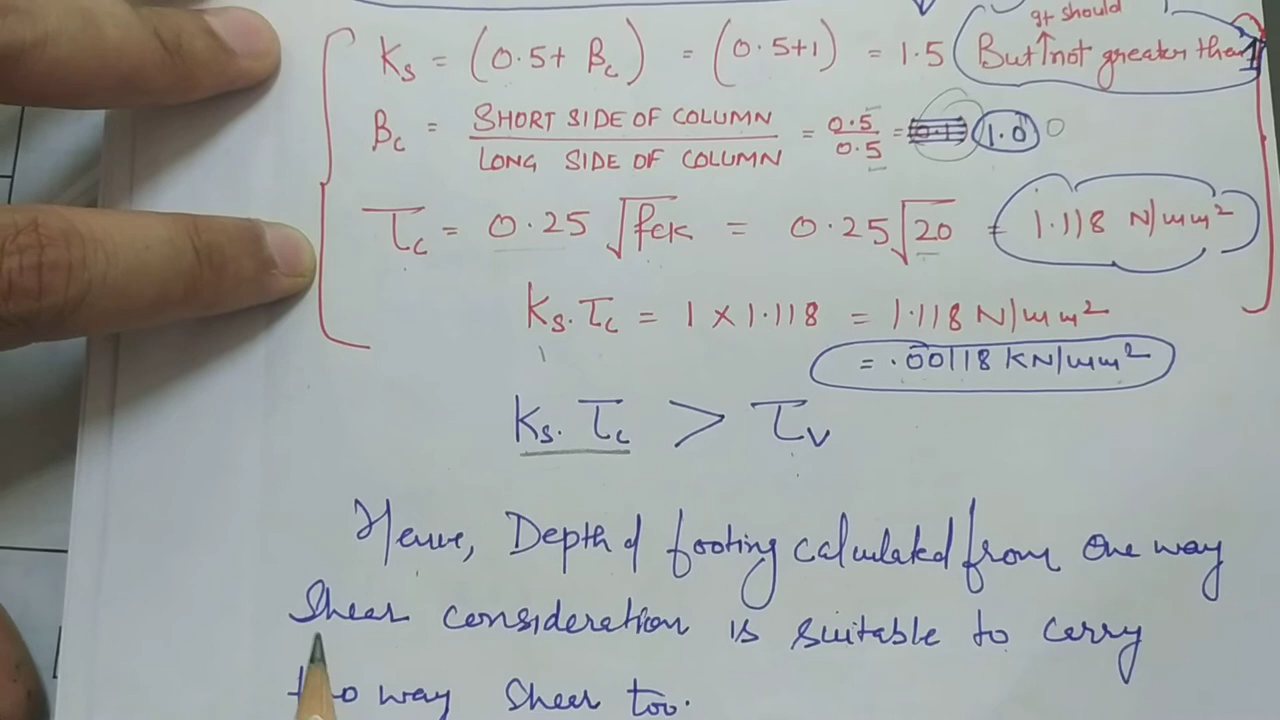 It should
Ks = (0.5+ βc) = (0.5+1) = 1.5 (But ↑ not greater than 1
βc = SHORT SIDE OF COLUMN / LONG SIDE OF COLUMN = 0.5/0.5 = 1.0
τc = 0.25 √fck = 0.25√20 = 1.118 N/mm²
Ks. τc = 1 × 1.118 = 1.118 N/mm²
= .00118 KN/mm²
Ks. τc > τv
Hence, Depth of footing calculated from one way
Shear consideration is suitable to carry
two way shear too.